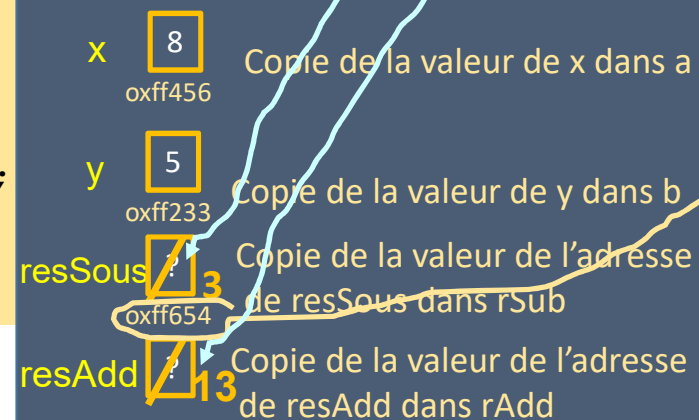 x 8 Copie de la valeur de x dans a
oxff456
; y 5 Copie de la valeur de y dans b
oxff233
resSous ? 3 Copie de la valeur de l'adresse
oxff654 de resSous dans rSub
resAdd ? 13 Copie de la valeur de l'adresse
de resAdd dans rAdd